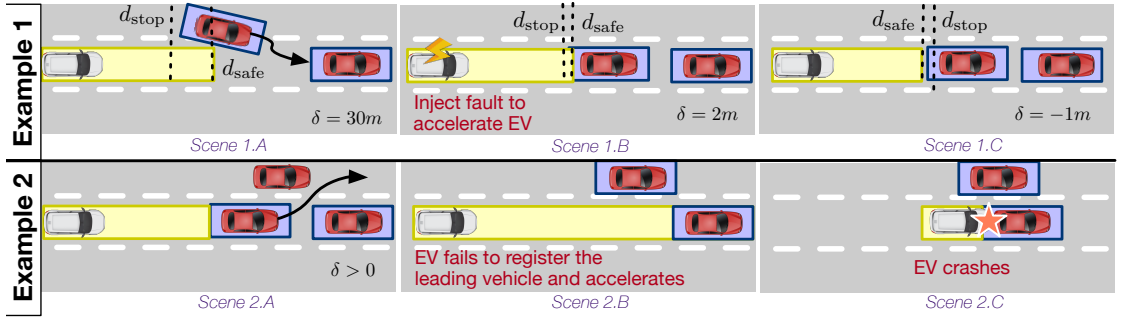 Example 1
d_stop
d_safe
δ = 30m
Scene 1.A
d_stop
d_safe
Inject fault to
accelerate EV
δ = 2m
Scene 1.B
d_safe
d_stop
δ = −1m
Scene 1.C
Example 2
δ > 0
Scene 2.A
EV fails to register the
leading vehicle and accelerates
Scene 2.B
EV crashes
Scene 2.C